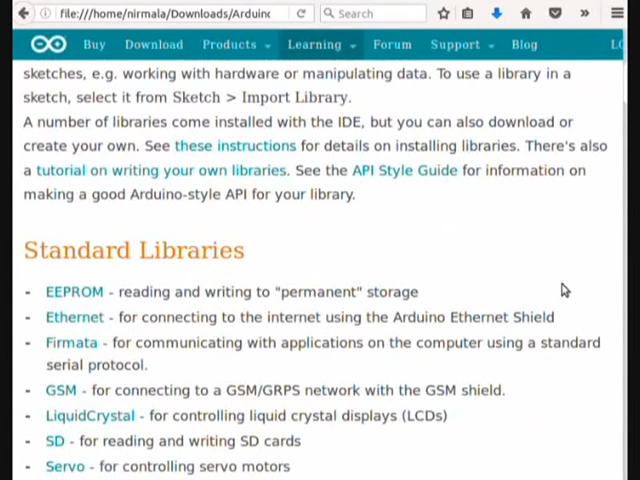 file:///home/nirmala/Downloads/Arduino
Search
Buy Download Products Learning Forum Support Blog
sketches, e.g. working with hardware or manipulating data. To use a library in a
sketch, select it from Sketch > Import Library.
A number of libraries come installed with the IDE, but you can also download or
create your own. See these instructions for details on installing libraries. There's also
a tutorial on writing your own libraries. See the API Style Guide for information on
making a good Arduino-style API for your library.
Standard Libraries
- EEPROM - reading and writing to "permanent" storage
- Ethernet - for connecting to the internet using the Arduino Ethernet Shield
- Firmata - for communicating with applications on the computer using a standard
serial protocol.
- GSM - for connecting to a GSM/GRPS network with the GSM shield.
- LiquidCrystal - for controlling liquid crystal displays (LCDs)
- SD - for reading and writing SD cards
- Servo - for controlling servo motors